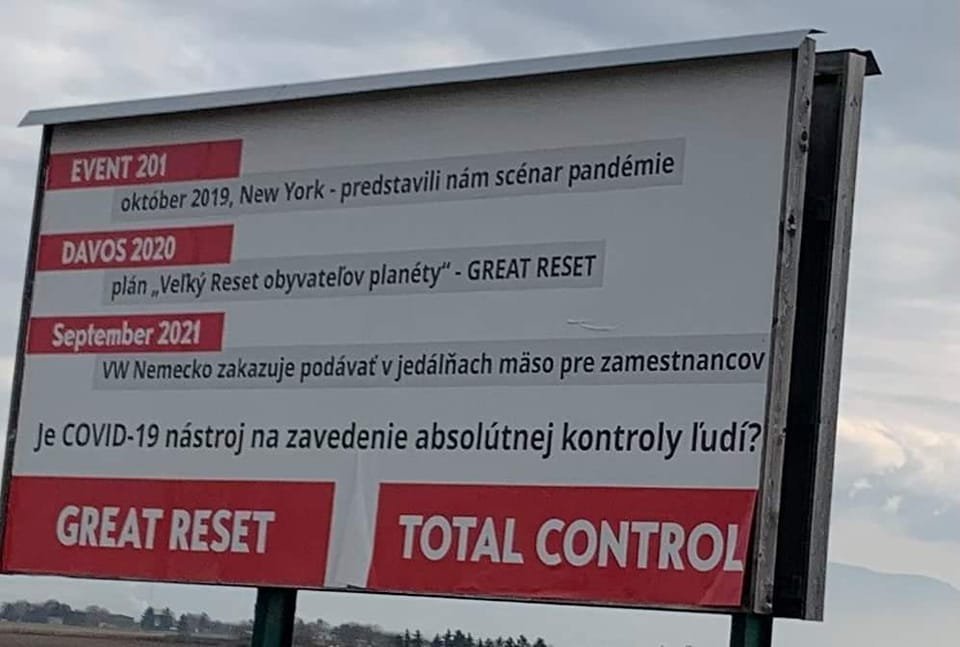 EVENT 201
október 2019, New York - predstavili nám scénar pandémie
DAVOS 2020
plán „Veľký Reset obyvateľov planéty“ - GREAT RESET
September 2021
VW Nemecko zakazuje podávať v jedálňach mäso pre zamestnancov
Je COVID-19 nástroj na zavedenie absolútnej kontroly ľudí?
GREAT RESET
TOTAL CONTROL